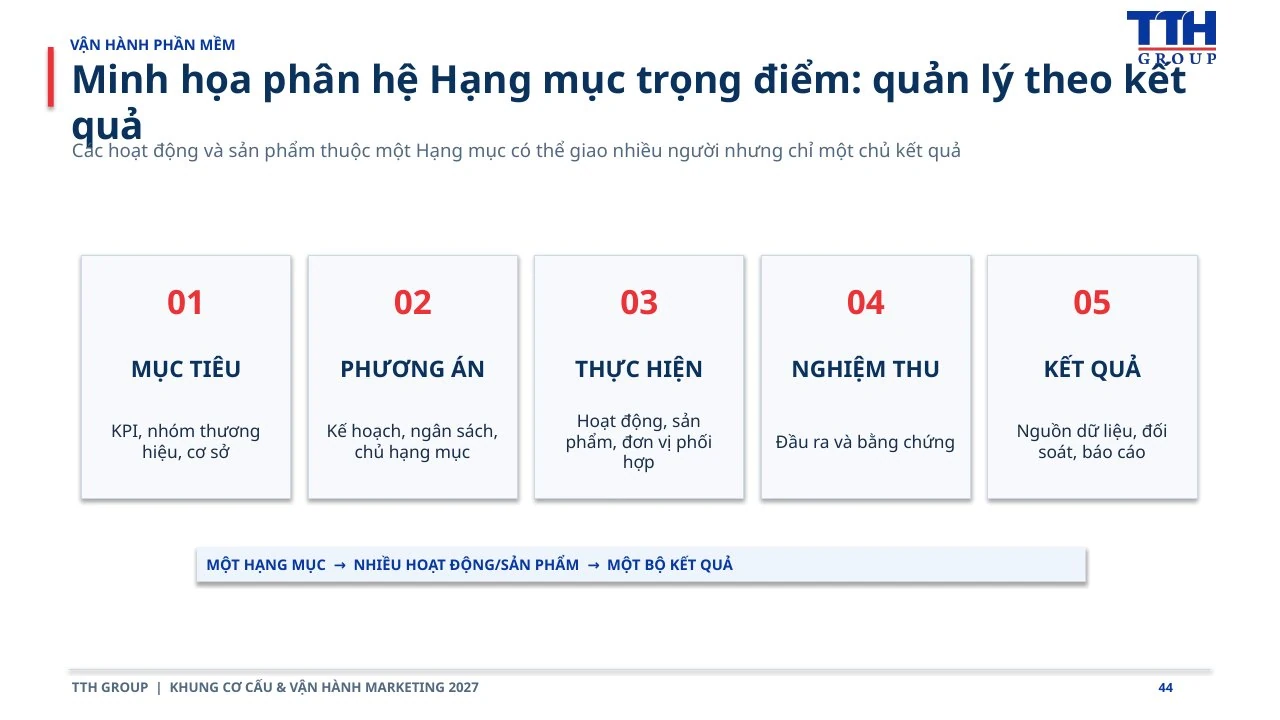 TTH
GROUP
VẬN HÀNH PHẦN MỀM
Minh họa phân hệ Hạng mục trọng điểm: quản lý theo kết
quả
Các hoạt động và sản phẩm thuộc một Hạng mục có thể giao nhiều người nhưng chỉ một chủ kết quả
01
MỤC TIÊU
KPI, nhóm thương
hiệu, cơ sở
02
PHƯƠNG ÁN
Kế hoạch, ngân sách,
chủ hạng mục
03
THỰC HIỆN
Hoạt động, sản
phẩm, đơn vị phối
hợp
04
NGHIỆM THU
Đầu ra và bằng chứng
05
KẾT QUẢ
Nguồn dữ liệu, đối
soát, báo cáo
MỘT HẠNG MỤC → NHIỀU HOẠT ĐỘNG/SẢN PHẨM → MỘT BỘ KẾT QUẢ
TTH GROUP | KHUNG CƠ CẤU & VẬN HÀNH MARKETING 2027
44